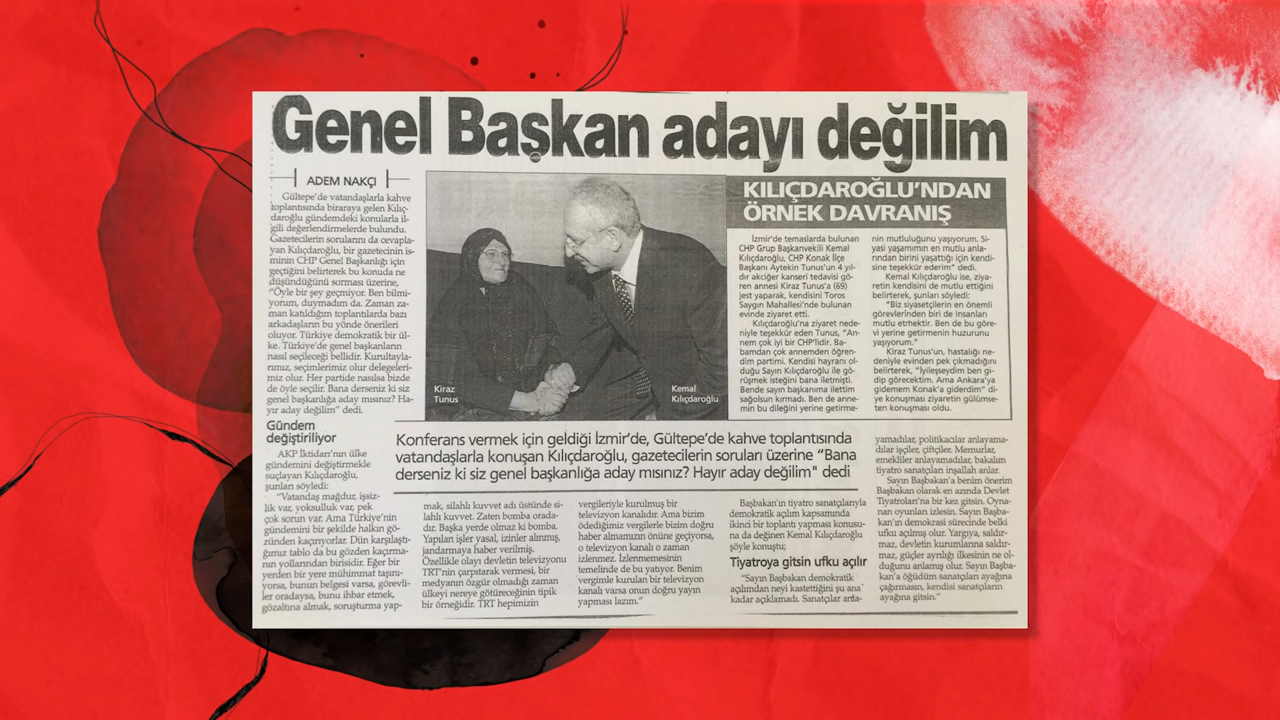 Genel Başkan adayı değilim
ADEM NAKÇI
Gültepe'de vatandaşlarla kahve
toplantısında biraraya gelen Kılıç-
daroğlu gündemdeki konularla il-
gili değerlendirmelerde bulundu.
Gazetecilerin sorularını da cevapla-
yan Kılıçdaroğlu, bir gazetecinin is-
minin CHP Genel Başkanlığı için
geçtiğini belirterek bu konuda ne
düşündüğünü sorması üzerine,
"Öyle bir şey geçmiyor. Ben bilmi-
yorum, duymadım da. Zaman za-
man katıldığım toplantılarda bazı
arkadaşların bu yönde önerileri
oluyor. Türkiye demokratik bir ül-
ke. Türkiye'de genel başkanların
nasıl seçileceği bellidir. Kurultayla-
rımız, seçimlerimiz olur delegeleri-
miz olur. Her partide nasılsa bizde
de öyle seçilir. Bana derseniz ki siz
genel başkanlığa aday mısınız? Ha-
yır aday değilim" dedi.
Gündem
değiştiriliyor
AKP İktidarı'nın ülke
gündemini değiştirmekle
suçlayan Kılıçdaroğlu,
şunları söyledi:
"Vatandaş mağdur, işsiz-
lik var, yoksulluk var, pek
çok sorun var. Ama Türkiye'nin
gündemini bir şekilde halkın gö-
zünden kaçırıyorlar. Dün karşılaştı-
ğımız tablo da bu gözden kaçırma-
nın yollarından birisidir. Eğer bir
yerden bir yere mühimmat taşını-
yorsa, bunun belgesi varsa, görevli-
ler oradaysa, bunu ihbar etmek,
gözaltına almak, soruşturma yap-
Kiraz
Tunus
Kemal
Kılıçdaroğlu
KILIÇDAROĞLU'NDAN
ÖRNEK DAVRANIŞ
İzmir'de temaslarda bulunan
CHP Grup Başkanvekili Kemal
Kılıçdaroğlu, CHP Konak İlçe
Başkanı Aytekin Tunus'un 4 yıl-
dır akciğer kanseri tedavisi gö-
ren annesi Kiraz Tunus'a (69)
jest yaparak, kendisini Toros
Saygın Mahallesi'nde bulunan
evinde ziyaret etti.
Kılıçdaroğlu'na ziyaret nede-
niyle teşekkür eden Tunus, "An-
nem çok iyi bir CHP'lidir. Ba-
bamdan çok annemden öğren-
dim partimi. Kendisi hayranı ol-
duğu Sayın Kılıçdaroğlu ile gö-
rüşmek isteğini bana iletmişti.
Bende sayın başkanıma ilettim
sağolsun kırmadı. Ben de anne-
min bu dileğini yerine getirme-
nin mutluluğunu yaşıyorum. Si-
yasi yaşamımın en mutlu anla-
rından birini yaşattığı için kendi-
sine teşekkür ederim" dedi.
Kemal Kılıçdaroğlu ise, ziya-
retin kendisini de mutlu ettiğini
belirterek, şunları söyledi:
"Biz siyasetçilerin en önemli
görevlerinden biri de insanları
mutlu etmektir. Ben de bu göre-
vi yerine getirmenin huzurunu
yaşıyorum."
Kiraz Tunus'un, hastalığı ne-
deniyle evinden pek çıkmadığını
belirterek, "İyileşseydim ben gi-
dip görecektim. Ama Ankara'ya
gidemem Konak'a giderdim" di-
ye konuşması ziyaretin gülümse-
ten konuşması oldu.
Konferans vermek için geldiği İzmir'de, Gültepe'de kahve toplantısında
vatandaşlarla konuşan Kılıçdaroğlu, gazetecilerin soruları üzerine "Bana
derseniz ki siz genel başkanlığa aday mısınız? Hayır aday değilim" dedi
mak, silahlı kuvvet adı üstünde si-
lahlı kuvvet. Zaten bomba orada-
dır. Başka yerde olmaz ki bomba.
Yapılan işler yasal, izinler alınmış,
jandarmaya haber verilmiş.
Özellikle olayı devletin televizyonu
TRT'nin çarpıtarak vermesi, bir
medyanın özgür olmadığı zaman
ülkeyi nereye götüreceğinin tipik
bir örneğidir. TRT hepimizin
vergileriyle kurulmuş bir
televizyon kanalıdır. Ama bizim
ödediğimiz vergilerle bizim doğru
haber almamızın önüne geçiyorsa,
o televizyon kanalı o zaman
izlenmez. İzlenmemesinin
temelinde de bu yatıyor. Benim
vergimle kurulan bir televizyon
kanalı varsa onun doğru yayın
yapması lazım."
Başbakan'ın tiyatro sanatçılarıyla
demokratik açılım kapsamında
ikinci bir toplantı yapması konusu-
na da değinen Kemal Kılıçdaroğlu
şöyle konuştu;
Tiyatroya gitsin ufku açılır
"Sayın Başbakan demokratik
açılımdan neyi kastettiğini şu ana
kadar açıklamadı. Sanatçılar anla-
yamadılar, politikacılar anlayama-
dılar işçiler, çiftçiler. Memurlar,
emekliler anlayamadılar, bakalım
tiyatro sanatçıları inşallah anlar.
Sayın Başbakan'a benim önerim
Başbakan olarak en azında Devlet
Tiyatroları'na bir kez gitsin. Oyna-
nan oyunları izlesin. Sayın Başba-
kan'ın demokrasi sürecinde belki
ufku açılmış olur. Yargıya, saldır-
maz, devletin kurumlarına saldır-
maz, güçler ayrılığı ilkesinin ne ol-
duğunu anlamış olur. Sayın Başba-
kan'a öğüdüm sanatçıları ayağına
çağırmasın, kendisi sanatçıların
ayağına gitsin."